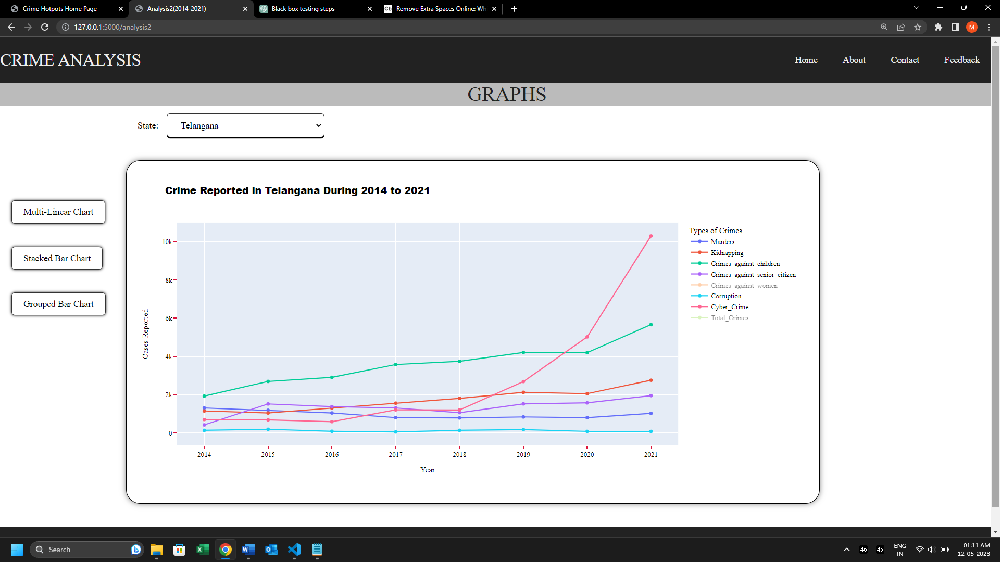 Crime Hotpots Home Page
Analysis2(2014-2021)
Black box testing steps
Cb Remove Extra Spaces Online: Wh
127.0.0.1:5000/analysis2
M
CRIME ANALYSIS
Home
About
Contact
Feedback
GRAPHS
State:
Telangana
Multi-Linear Chart
Stacked Bar Chart
Grouped Bar Chart
Crime Reported in Telangana During 2014 to 2021
Cases Reported
10k
8k
6k
4k
2k
0
2014
2015
2016
2017
2018
2019
2020
2021
Year
Types of Crimes
Murders
Kidnapping
Crimes_against_children
Crimes_against_senior_citizen
Crimes_against_women
Corruption
Cyber_Crime
Total_Crimes
Search
46
45
ENG
IN
01:11 AM
12-05-2023